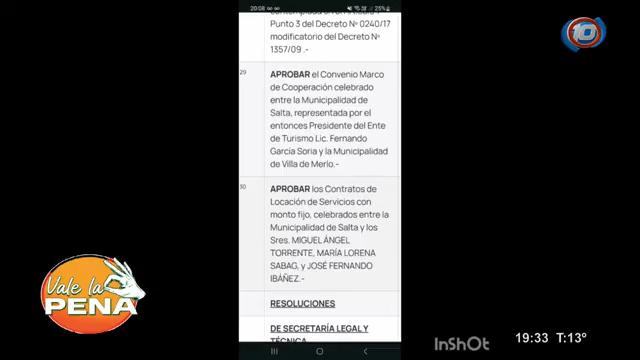 20:08
25%
Punto 3 del Decreto Nº 0240/17
modificatorio del Decreto Nº
1357/09 .-
29
APROBAR el Convenio Marco
de Cooperación celebrado
entre la Municipalidad de
Salta, representada por el
entonces Presidente del Ente
de Turismo Lic. Fernando
García Soria y la Municipalidad
de Villa de Merlo.-
30
APROBAR los Contratos de
Locación de Servicios con
monto fijo, celebrados entre la
Municipalidad de Salta y los
Sres. MIGUEL ÁNGEL
TORRENTE, MARÍA LORENA
SABAG, y JOSÉ FERNANDO
IBÁÑEZ.-
RESOLUCIONES
DE SECRETARÍA LEGAL Y
TÉCNICA
10
Vale la
PENA
InShOt
19:33 T:13°